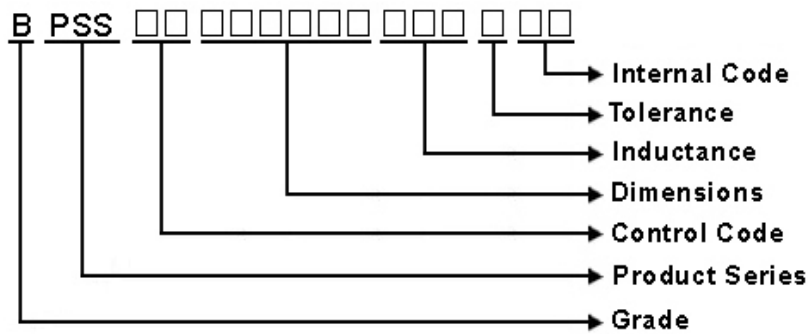 B PSS □□ □□□□□□ □□□ □ □□
Internal Code
Tolerance
Inductance
Dimensions
Control Code
Product Series
Grade